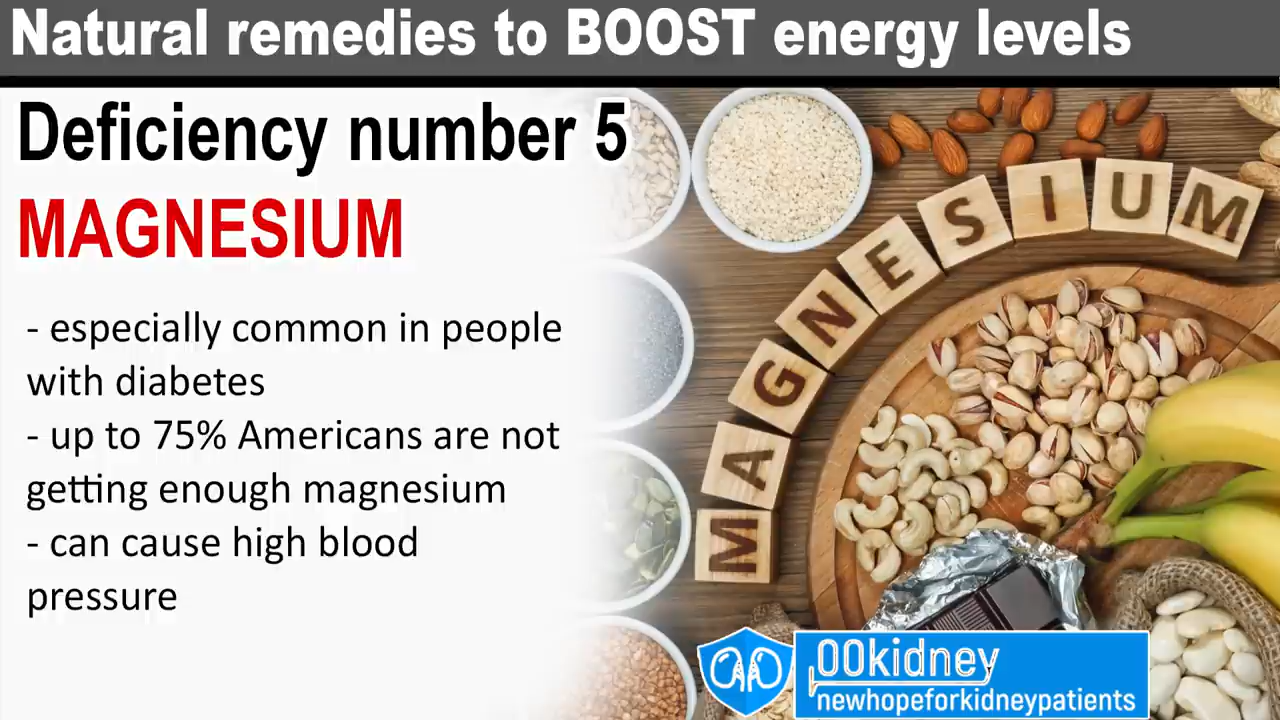 Natural remedies to BOOST energy levels
Deficiency number 5
MAGNESIUM
- especially common in people
with diabetes
- up to 75% Americans are not
getting enough magnesium
- can cause high blood
pressure
MAGNESIUM
00kidney
newhopeforkidneypatients